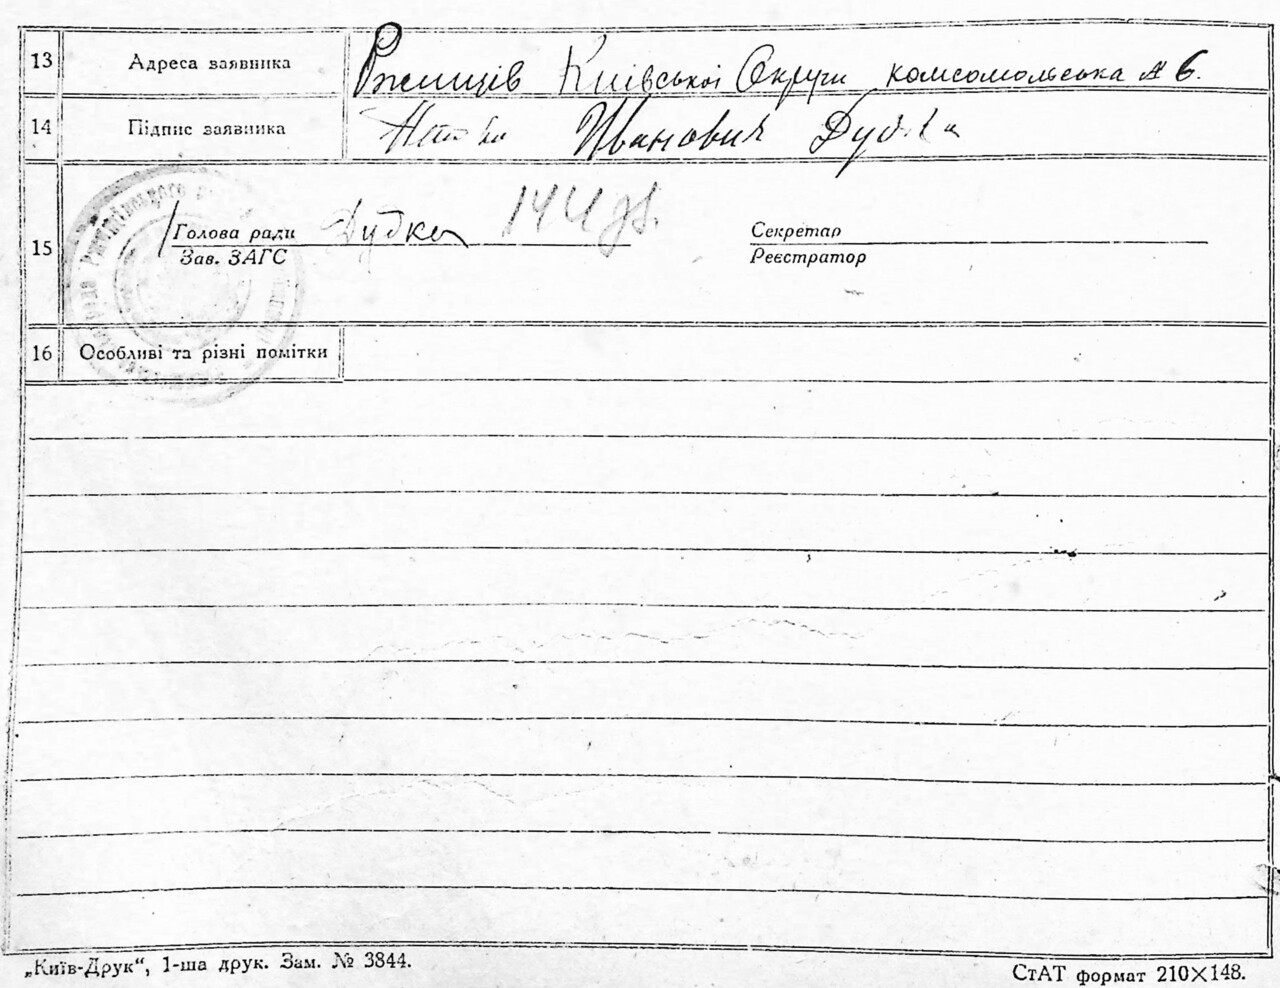 13 Адреса заявника Ржищів Київської Округи комсомольська № 6.
14 Підпис заявника Иванович Дудка
15 Голова ради Дудка 144 Секретар
Зав. ЗАГС Реєстратор
16 Особливі та різні помітки
„Київ-Друк“, 1-ша друк. Зам. № 3844. СтАТ формат 210×148.